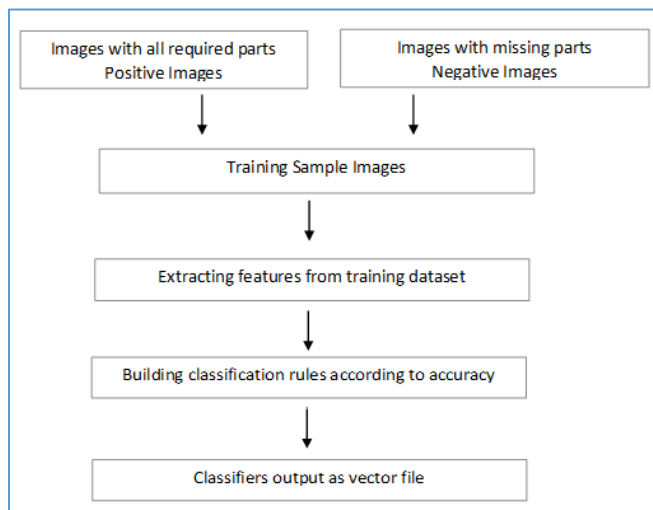 Images with all required parts
Positive Images
Images with missing parts
Negative Images
Training Sample Images
Extracting features from training dataset
Building classification rules according to accuracy
Classifiers output as vector file